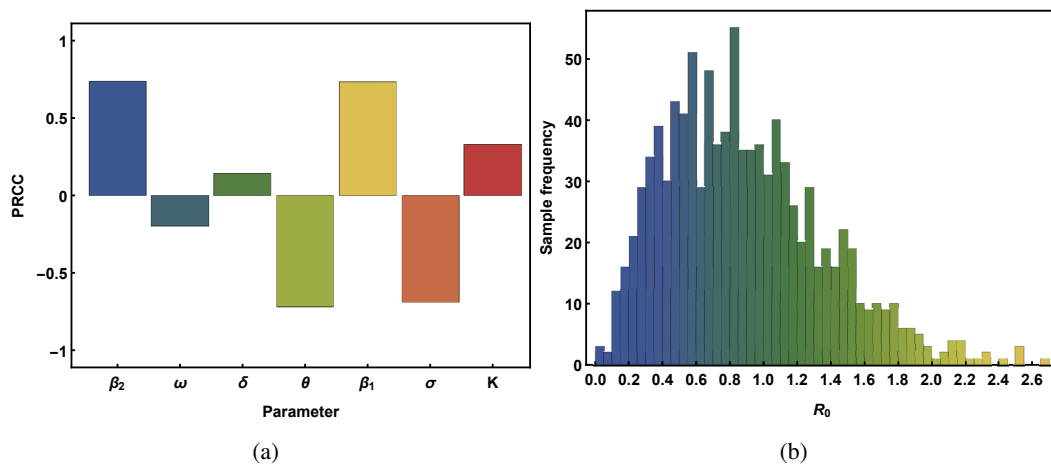 1
0.5
0
−0.5
−1
PRCC
β2 ω δ θ β1 σ K
Parameter
(a)
50
40
30
20
10
0
Sample frequency
0.0 0.2 0.4 0.6 0.8 1.0 1.2 1.4 1.6 1.8 2.0 2.2 2.4 2.6
R0
(b)